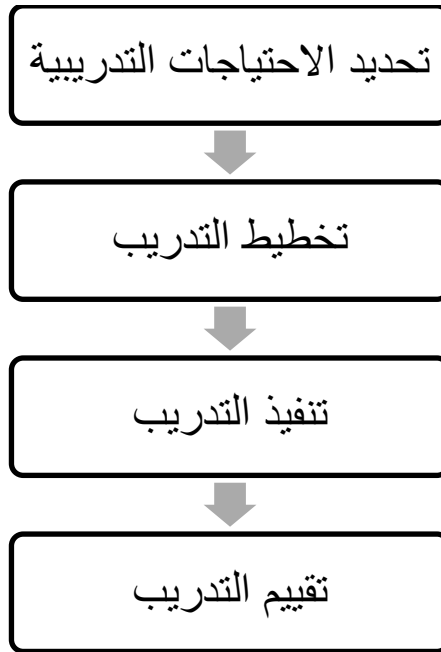 تحديد الاحتياجات التدريبية
تخطيط التدريب
تنفيذ التدريب
تقييم التدريب